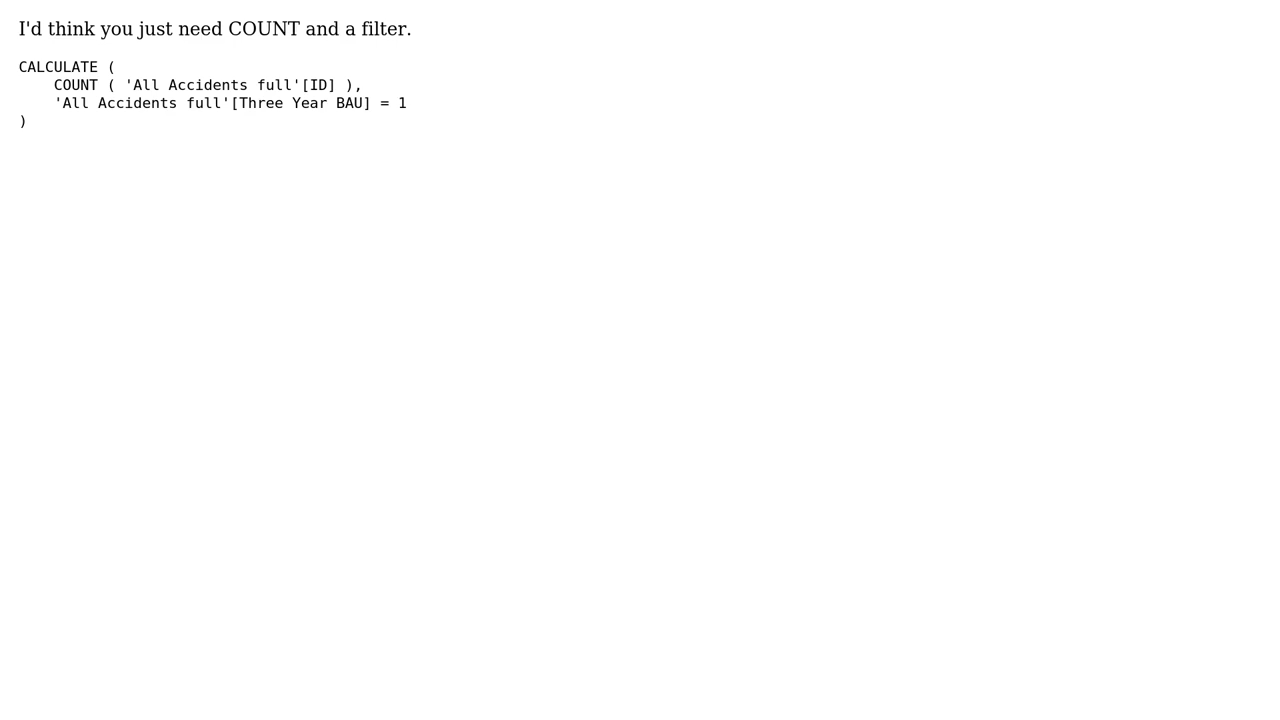 I'd think you just need COUNT and a filter.
CALCULATE (
    COUNT ( 'All Accidents full'[ID] ),
    'All Accidents full'[Three Year BAU] = 1
)